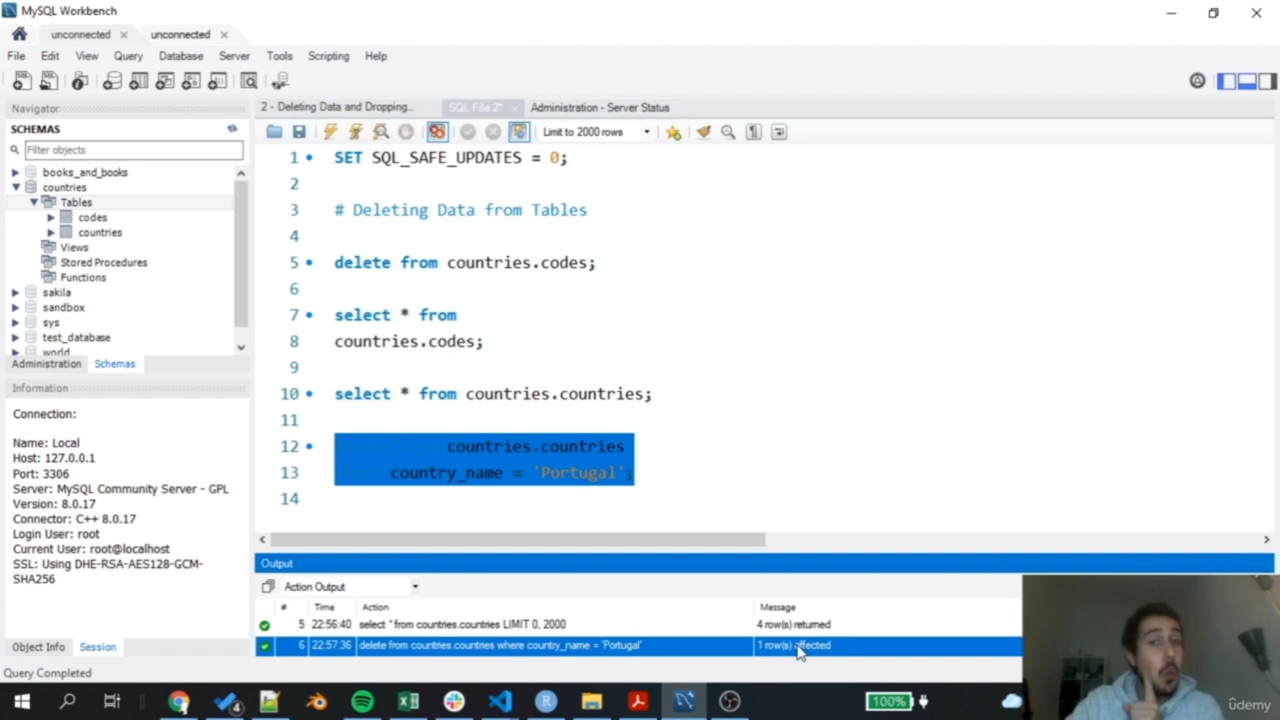 MySQL Workbench
unconnected
unconnected
File Edit View Query Database Server Tools Scripting Help
Navigator
SCHEMAS
Filter objects
books_and_books
countries
Tables
codes
countries
Views
Stored Procedures
Functions
sakila
sandbox
sys
test_database
world
Administration Schemas
Information
Connection:
Name: Local
Host: 127.0.0.1
Port: 3306
Server: MySQL Community Server - GPL
Version: 8.0.17
Connector: C++ 8.0.17
Login User: root
Current User: root@localhost
SSL: Using DHE-RSA-AES128-GCM-
SHA256
Object Info Session
Query Completed
2 - Deleting Data and Dropping... SQL File 2* Administration - Server Status
Limit to 2000 rows
1 SET SQL_SAFE_UPDATES = 0;
2
3 # Deleting Data from Tables
4
5 delete from countries.codes;
6
7 select * from
8 countries.codes;
9
10 select * from countries.countries;
11
12 countries.countries
13 country_name = 'Portugal';
14
Output
Action Output
# Time Action Message
5 22:56:40 select * from countries.countries LIMIT 0, 2000 4 row(s) returned
6 22:57:36 delete from countries.countries where country_name = 'Portugal' 1 row(s) affected
4
100%
ûdemy